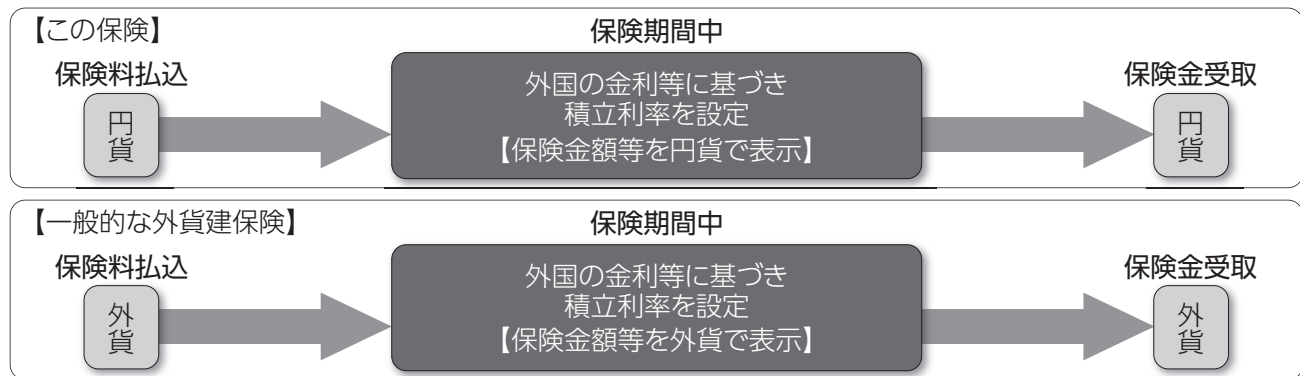 【この保険】
保険期間中
保険料払込
円貨
外国の金利等に基づき
積立利率を設定
【保険金額等を円貨で表示】
保険金受取
円貨
【一般的な外貨建保険】
保険期間中
保険料払込
外貨
外国の金利等に基づき
積立利率を設定
【保険金額等を外貨で表示】
保険金受取
外貨